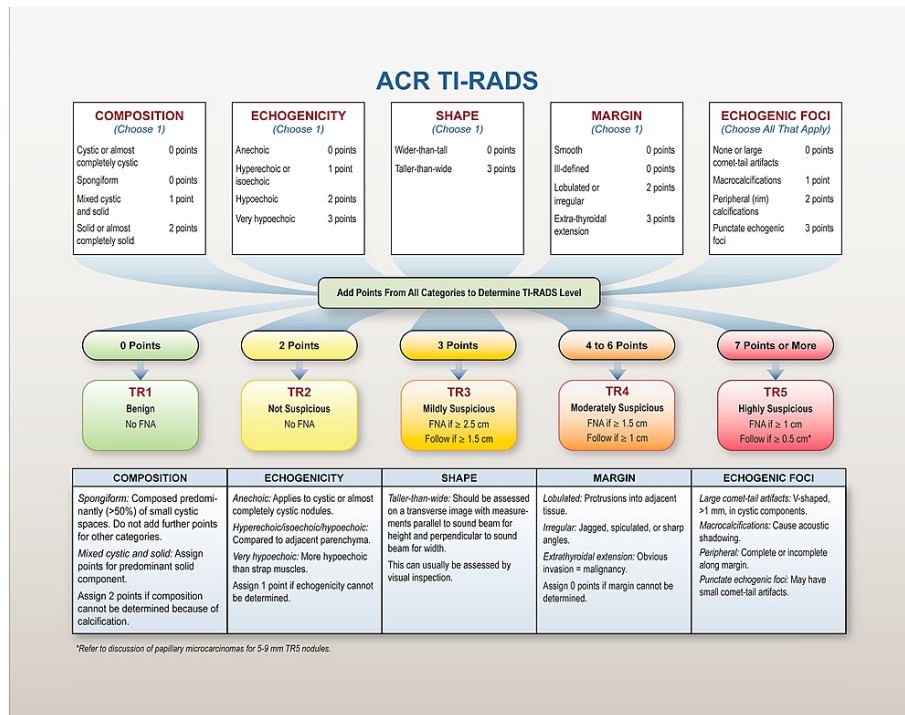 ACR TI-RADS
COMPOSITION
(Choose 1)
Cystic or almost 0 points
completely cystic
Spongiform 0 points
Mixed cystic 1 point
and solid
Solid or almost 2 points
completely solid
ECHOGENICITY
(Choose 1)
Anechoic 0 points
Hyperechoic or 1 point
isoechoic
Hypoechoic 2 points
Very hypoechoic 3 points
SHAPE
(Choose 1)
Wider-than-tall 0 points
Taller-than-wide 3 points
MARGIN
(Choose 1)
Smooth 0 points
Ill-defined 0 points
Lobulated or 2 points
irregular
Extra-thyroidal 3 points
extension
ECHOGENIC FOCI
(Choose All That Apply)
None or large 0 points
comet-tail artifacts
Macrocalcifications 1 point
Peripheral (rim) 2 points
calcifications
Punctate echogenic 3 points
foci
Add Points From All Categories to Determine TI-RADS Level
0 Points
2 Points
3 Points
4 to 6 Points
7 Points or More
TR1
Benign
No FNA
TR2
Not Suspicious
No FNA
TR3
Mildly Suspicious
FNA if ≥ 2.5 cm
Follow if ≥ 1.5 cm
TR4
Moderately Suspicious
FNA if ≥ 1.5 cm
Follow if ≥ 1 cm
TR5
Highly Suspicious
FNA if ≥ 1 cm
Follow if ≥ 0.5 cm*
COMPOSITION
Spongiform: Composed predomi-
nantly (>50%) of small cystic
spaces. Do not add further points
for other categories.
Mixed cystic and solid: Assign
points for predominant solid
component.
Assign 2 points if composition
cannot be determined because of
calcification.
ECHOGENICITY
Anechoic: Applies to cystic or almost
completely cystic nodules.
Hyperechoic/isoechoic/hypoechoic:
Compared to adjacent parenchyma.
Very hypoechoic: More hypoechoic
than strap muscles.
Assign 1 point if echogenicity cannot
be determined.
SHAPE
Taller-than-wide: Should be assessed
on a transverse image with measure-
ments parallel to sound beam for
height and perpendicular to sound
beam for width.
This can usually be assessed by
visual inspection.
MARGIN
Lobulated: Protrusions into adjacent
tissue.
Irregular: Jagged, spiculated, or sharp
angles.
Extrathyroidal extension: Obvious
invasion = malignancy.
Assign 0 points if margin cannot be
determined.
ECHOGENIC FOCI
Large comet-tail artifacts: V-shaped,
>1 mm, in cystic components.
Macrocalcifications: Cause acoustic
shadowing.
Peripheral: Complete or incomplete
along margin.
Punctate echogenic foci: May have
small comet-tail artifacts.
*Refer to discussion of papillary microcarcinomas for 5-9 mm TR5 nodules.